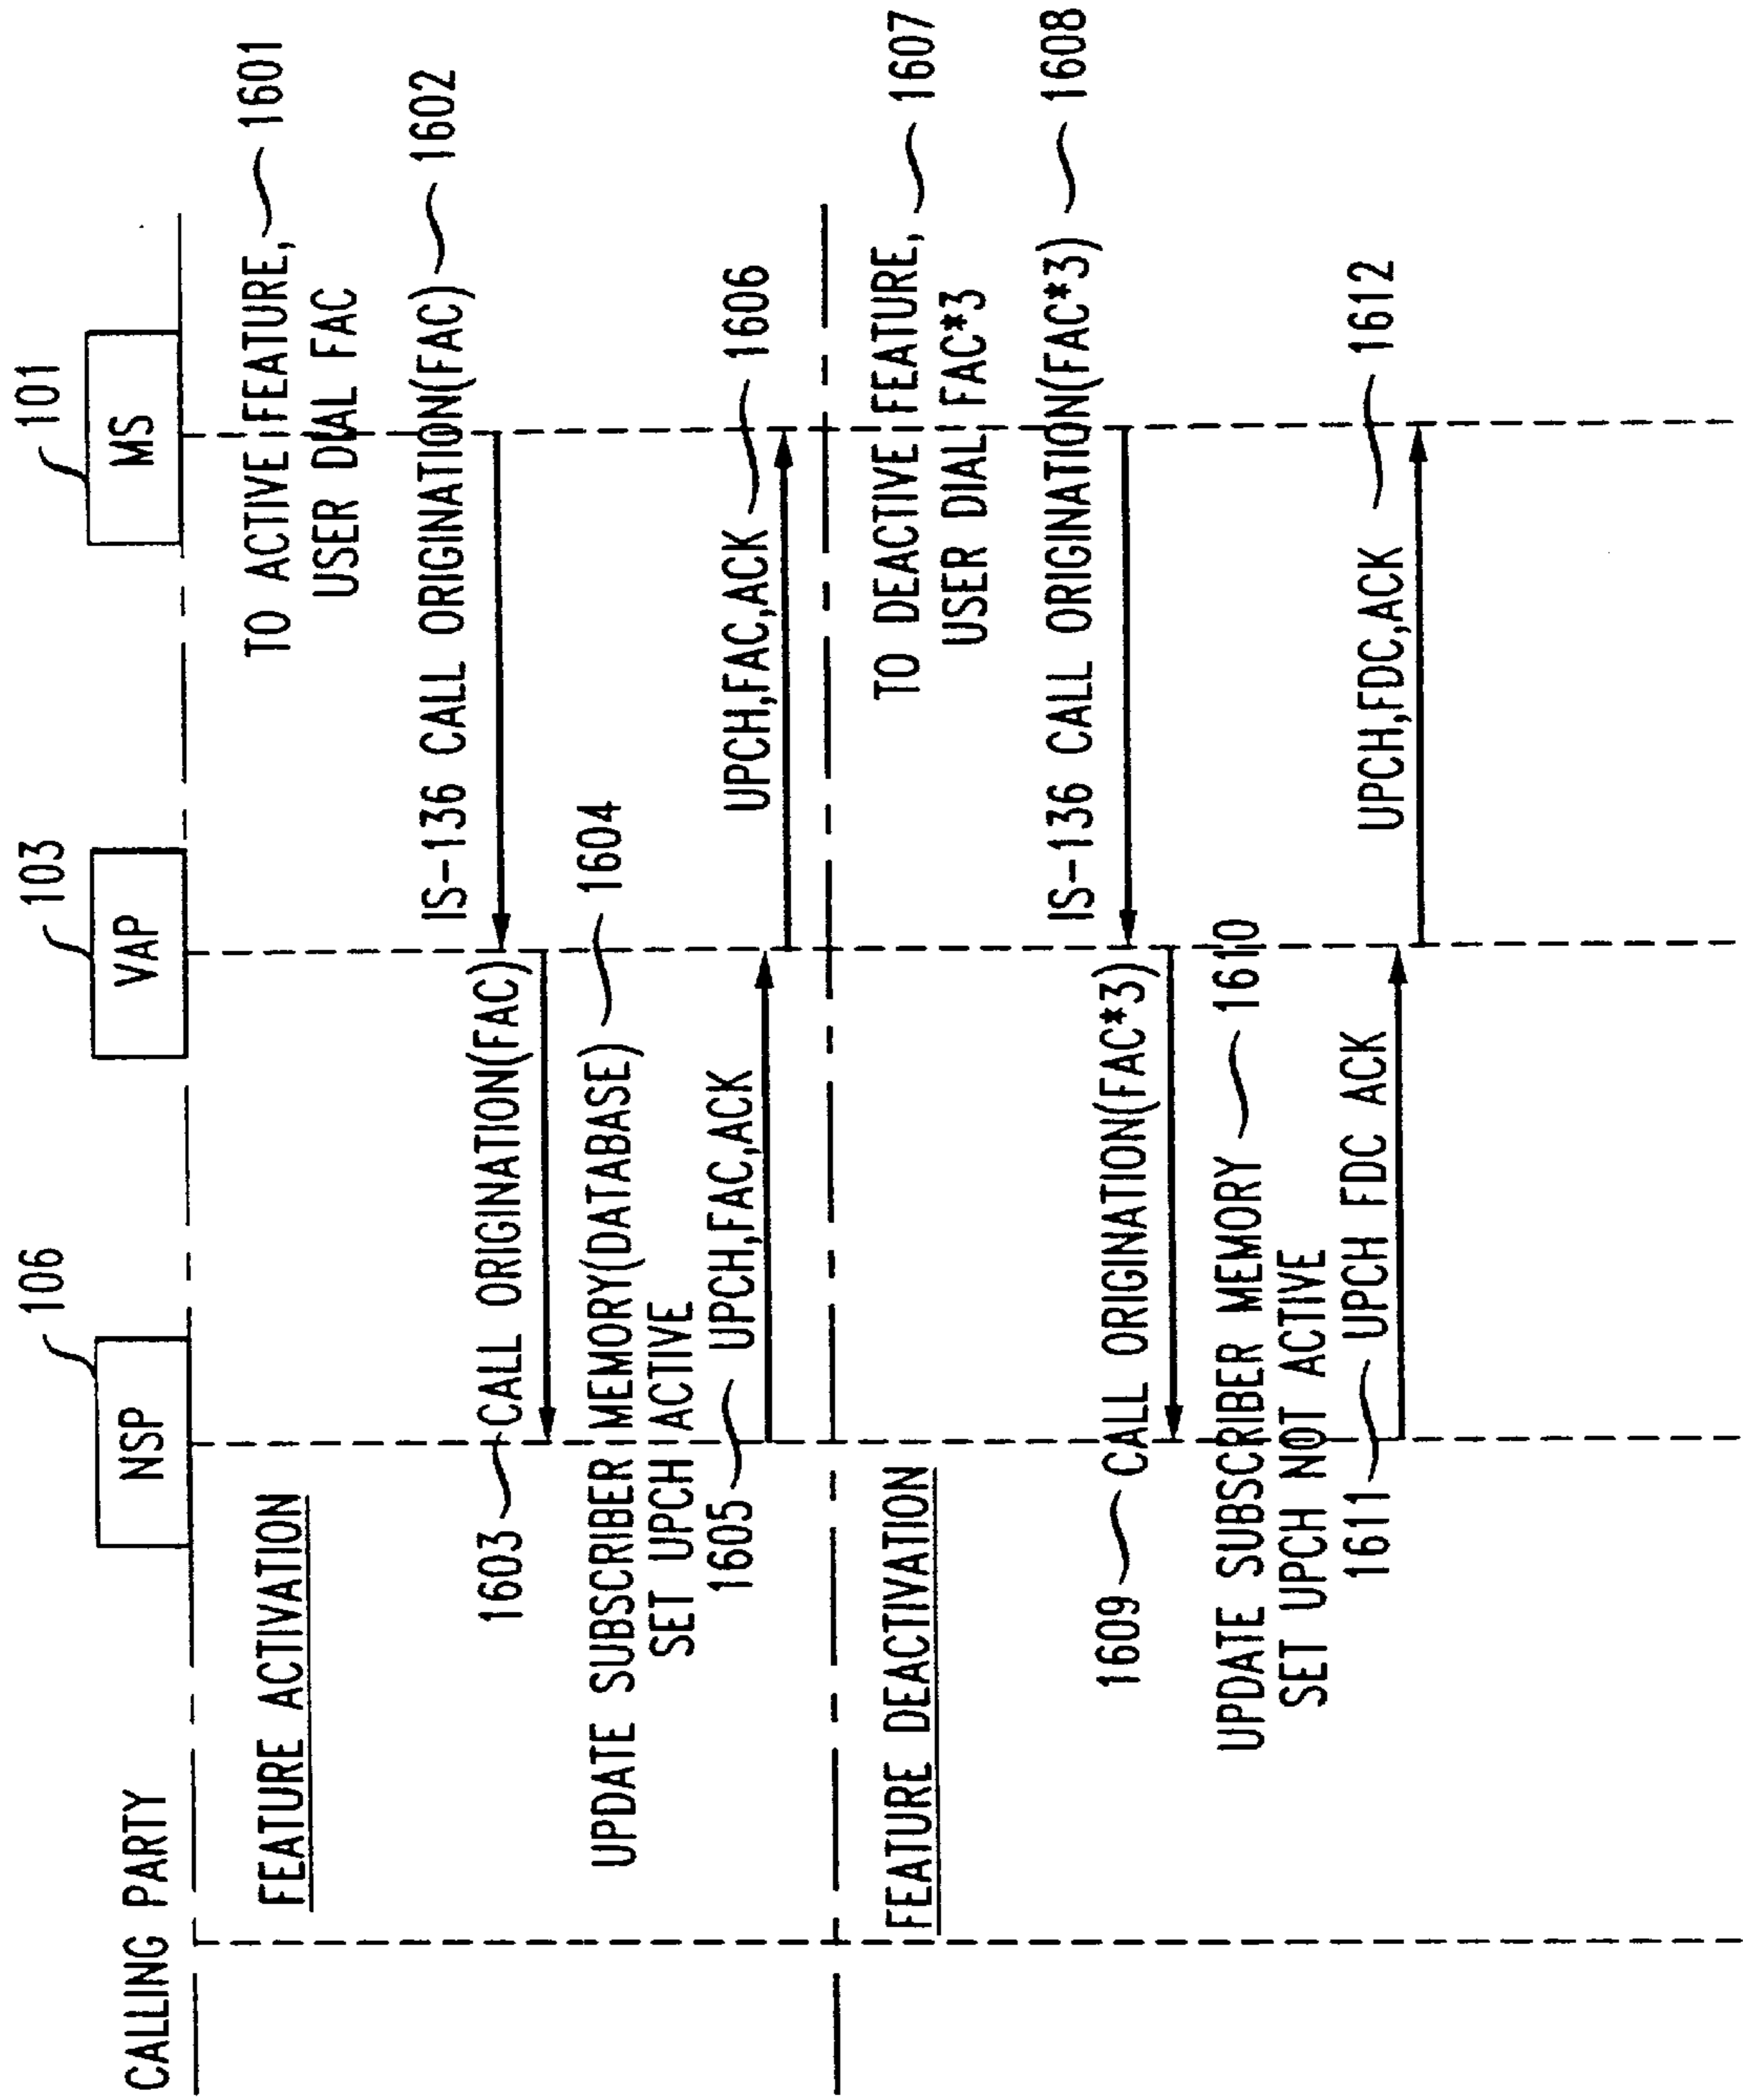 CALLING PARTY
106
NSP
103
VAP
101
MS
FEATURE ACTIVATION
TO ACTIVE FEATURE, 1601
USER DIAL FAC
IS-136 CALL ORIGINATION(FAC) 1602
1603 CALL ORIGINATION(FAC)
UPDATE SUBSCRIBER MEMORY(DATABASE) 1604
SET UPCH ACTIVE
1605 UPCH,FAC,ACK
UPCH,FAC,ACK 1606
FEATURE DEACTIVATION
TO DEACTIVE FEATURE, 1607
USER DIAL FAC*3
IS-136 CALL ORIGINATION(FAC*3) 1608
1609 CALL ORIGINATION(FAC*3)
UPDATE SUBSCRIBER MEMORY 1610
SET UPCH NOT ACTIVE
1611 UPCH FDC ACK
UPCH,FDC,ACK 1612